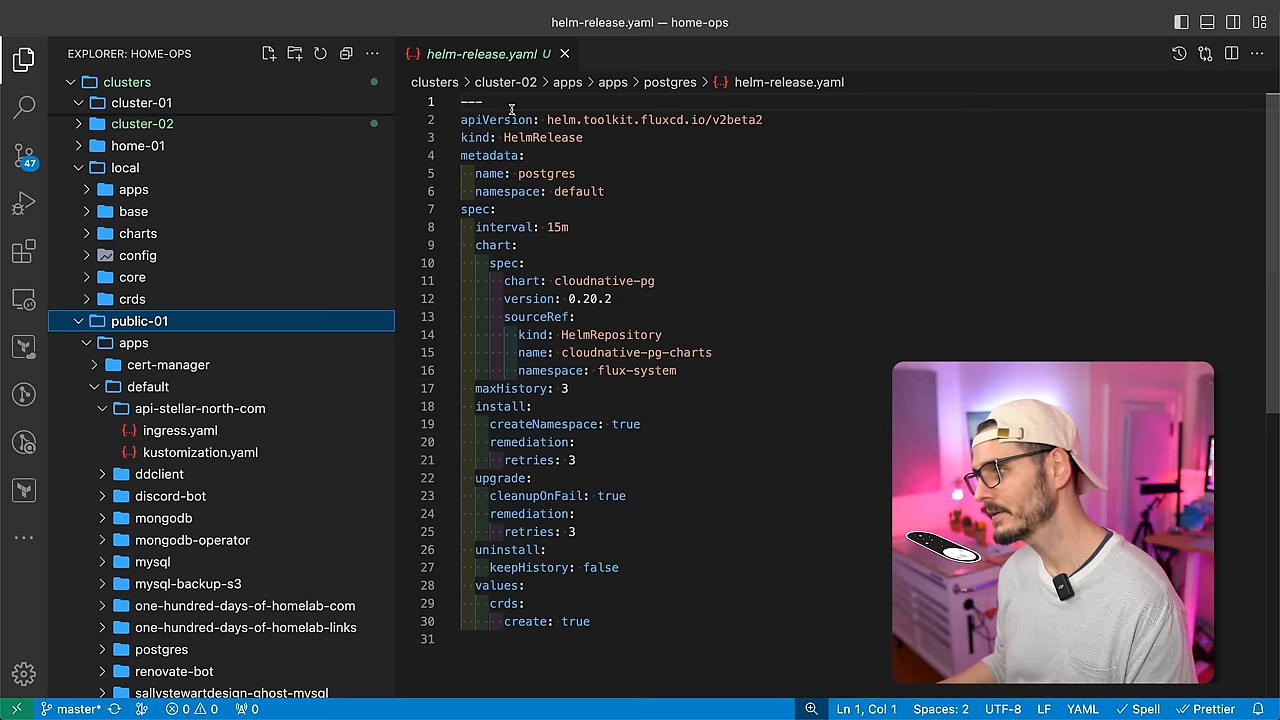 helm-release.yaml — home-ops
EXPLORER: HOME-OPS
clusters
cluster-01
cluster-02
home-01
local
apps
base
charts
config
core
crds
public-01
apps
cert-manager
default
api-stellar-north-com
ingress.yaml
kustomization.yaml
ddclient
discord-bot
mongodb
mongodb-operator
mysql
mysql-backup-s3
one-hundred-days-of-homelab-com
one-hundred-days-of-homelab-links
postgres
renovate-bot
sallystewartdesign-ghost-mysql
47
helm-release.yaml U
clusters > cluster-02 > apps > apps > postgres > helm-release.yaml
1 ---
2 apiVersion: helm.toolkit.fluxcd.io/v2beta2
3 kind: HelmRelease
4 metadata:
5 name: postgres
6 namespace: default
7 spec:
8 interval: 15m
9 chart:
10 spec:
11 chart: cloudnative-pg
12 version: 0.20.2
13 sourceRef:
14 kind: HelmRepository
15 name: cloudnative-pg-charts
16 namespace: flux-system
17 maxHistory: 3
18 install:
19 createNamespace: true
20 remediation:
21 retries: 3
22 upgrade:
23 cleanupOnFail: true
24 remediation:
25 retries: 3
26 uninstall:
27 keepHistory: false
28 values:
29 crds:
30 create: true
31
master* 0 0 0 Ln 1, Col 1 Spaces: 2 UTF-8 LF YAML Spell Prettier